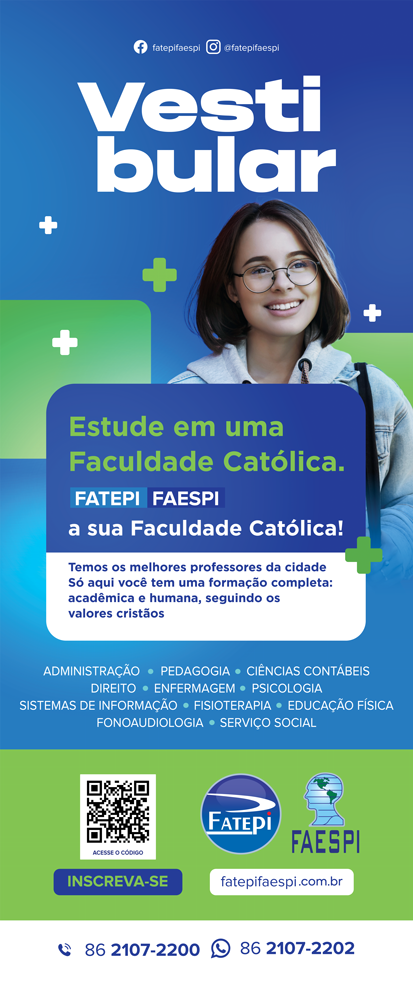 fatepifaespi @fatepifaespi
Vesti
bular
Estude em uma
Faculdade Católica.
FATEPI FAESPI
a sua Faculdade Católica!
Temos os melhores professores da cidade
Só aqui você tem uma formação completa:
acadêmica e humana, seguindo os
valores cristãos
ADMINISTRAÇÃO • PEDAGOGIA • CIÊNCIAS CONTÁBEIS
DIREITO • ENFERMAGEM • PSICOLOGIA
SISTEMAS DE INFORMAÇÃO • FISIOTERAPIA • EDUCAÇÃO FÍSICA
FONOAUDIOLOGIA • SERVIÇO SOCIAL
ACESSE O CÓDIGO
FATEPI
FAESPI
INSCREVA-SE
fatepifaespi.com.br
86 2107-2200 86 2107-2202